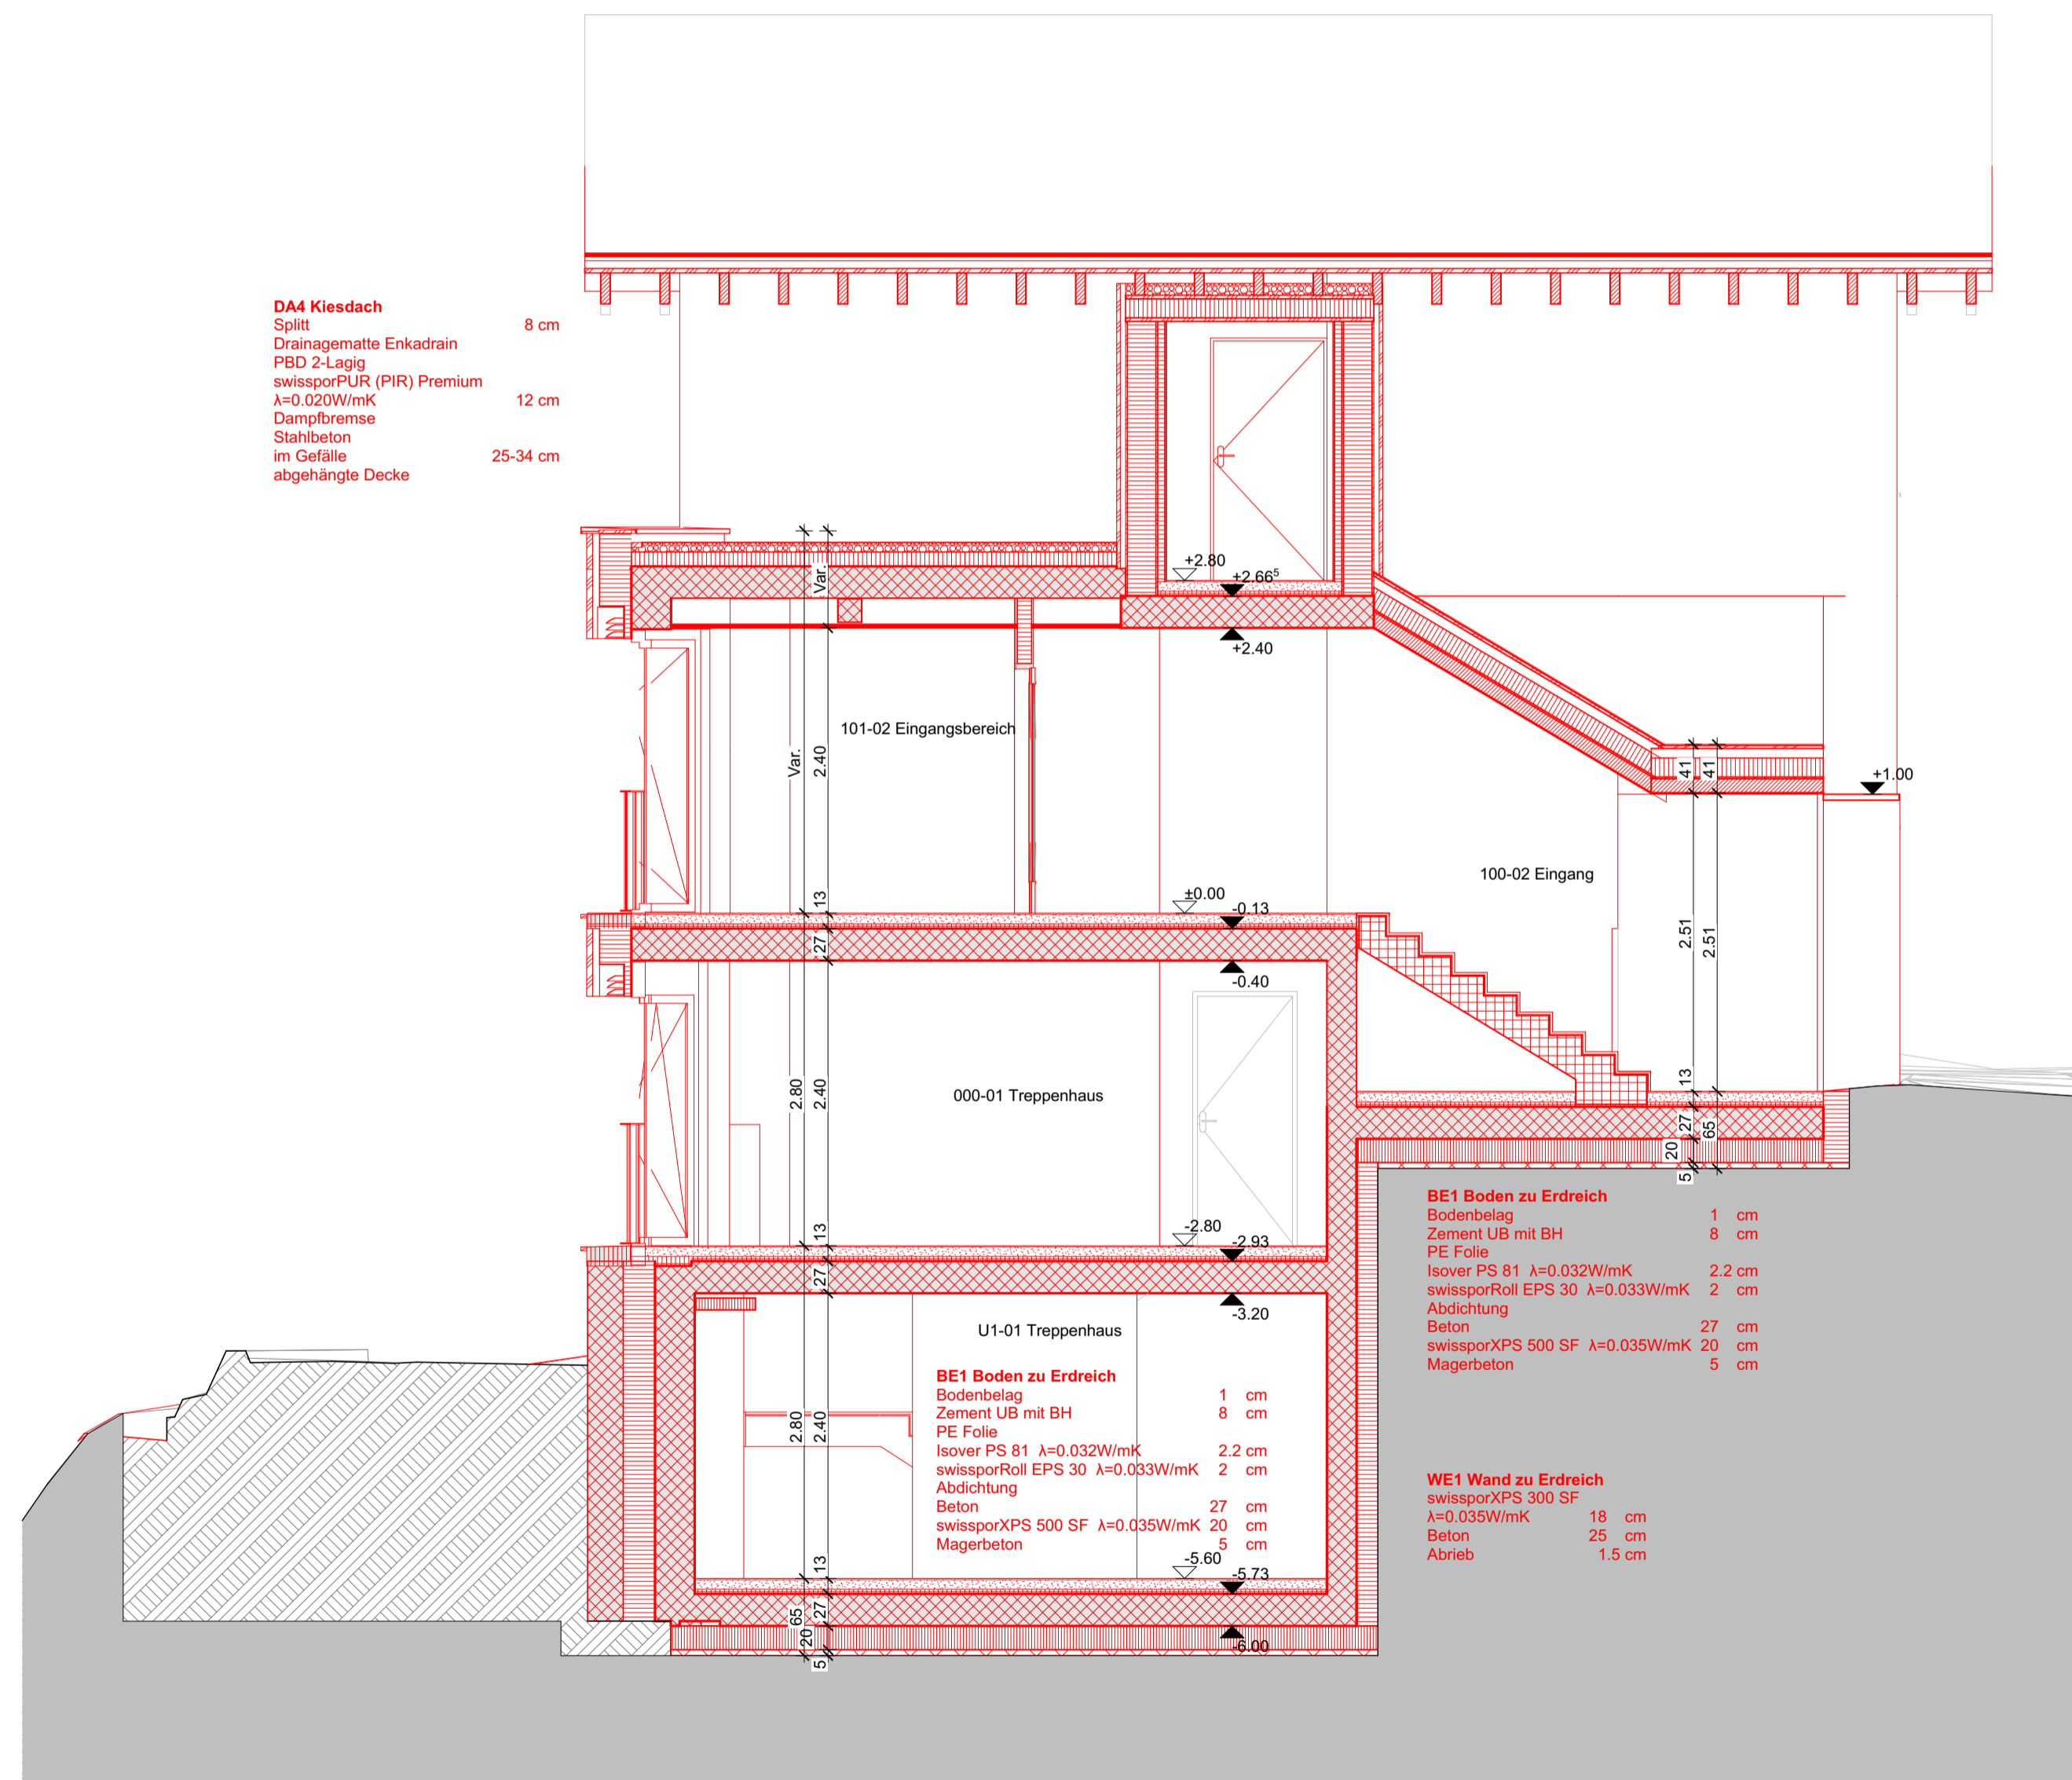 DA4 Kiesdach
Splitt 8 cm
Drainagematte Enkadrain
PBD 2-Lagig
swissporPUR (PIR) Premium
λ=0.020W/mK 12 cm
Dampfbremse
Stahlbeton
im Gefälle 25-34 cm
abgehängte Decke
Var.
+2.80
+2.66⁵
+2.40
101-02 Eingangsbereich
Var.
2.40
41
41
+1.00
100-02 Eingang
13
±0.00
-0.13
27
-0.40
2.51
2.51
000-01 Treppenhaus
2.80
2.40
13
27
65
20
5
13
-2.80
-2.93
27
-3.20
BE1 Boden zu Erdreich
Bodenbelag 1 cm
Zement UB mit BH 8 cm
PE Folie
Isover PS 81 λ=0.032W/mK 2.2 cm
swissporRoll EPS 30 λ=0.033W/mK 2 cm
Abdichtung
Beton 27 cm
swissporXPS 500 SF λ=0.035W/mK 20 cm
Magerbeton 5 cm
U1-01 Treppenhaus
BE1 Boden zu Erdreich
Bodenbelag 1 cm
Zement UB mit BH 8 cm
PE Folie
Isover PS 81 λ=0.032W/mK 2.2 cm
swissporRoll EPS 30 λ=0.033W/mK 2 cm
Abdichtung
Beton 27 cm
swissporXPS 500 SF λ=0.035W/mK 20 cm
Magerbeton 5 cm
2.80
2.40
WE1 Wand zu Erdreich
swissporXPS 300 SF
λ=0.035W/mK 18 cm
Beton 25 cm
Abrieb 1.5 cm
13
-5.60
-5.73
65
27
20
5
-6.00